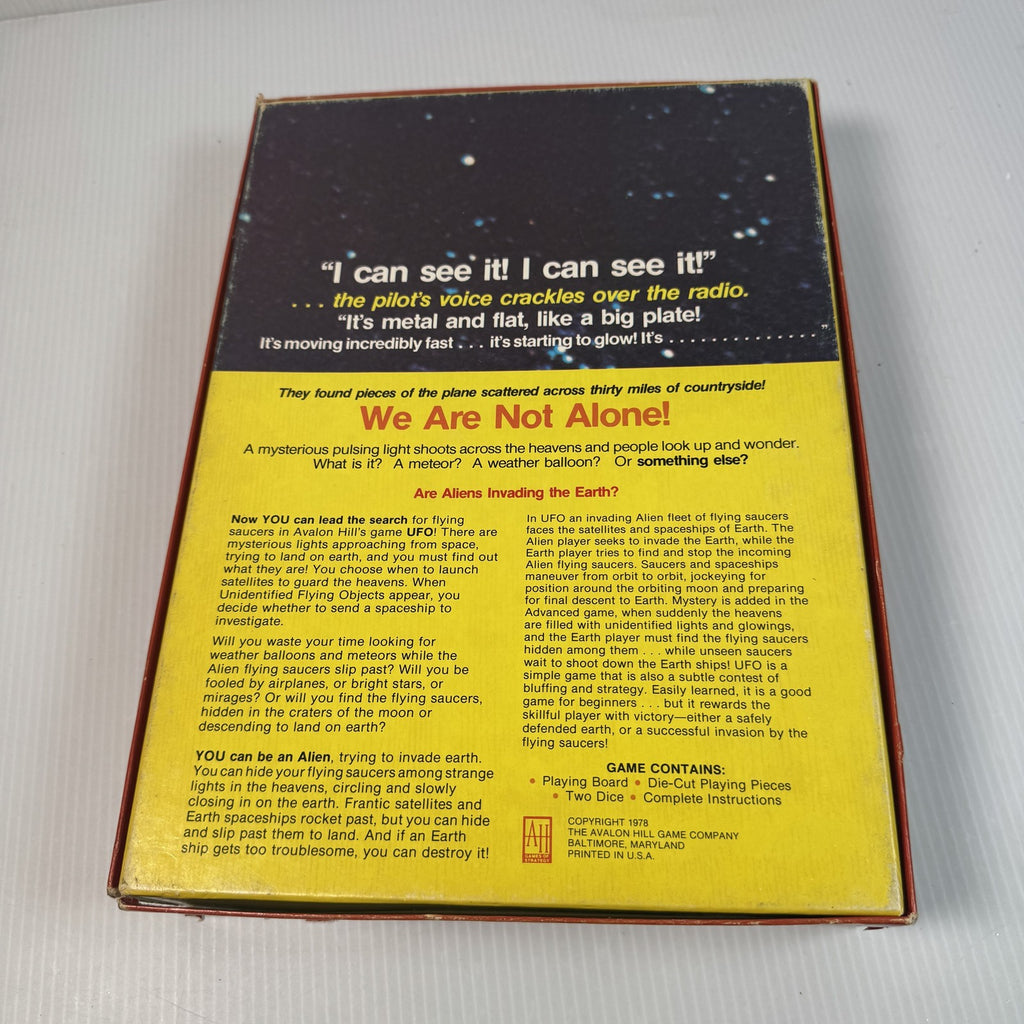 “I can see it! I can see it!”
. . . the pilot's voice crackles over the radio.
“It's metal and flat, like a big plate!
It's moving incredibly fast . . . it's starting to glow! It's . . . . . . . . . . . . . . . ”
They found pieces of the plane scattered across thirty miles of countryside!
We Are Not Alone!
A mysterious pulsing light shoots across the heavens and people look up and wonder.
What is it? A meteor? A weather balloon? Or something else?
Are Aliens Invading the Earth?
Now YOU can lead the search for flying
saucers in Avalon Hill's game UFO! There are
mysterious lights approaching from space,
trying to land on earth, and you must find out
what they are! You choose when to launch
satellites to guard the heavens. When
Unidentified Flying Objects appear, you
decide whether to send a spaceship to
investigate.
Will you waste your time looking for
weather balloons and meteors while the
Alien flying saucers slip past? Will you be
fooled by airplanes, or bright stars, or
mirages? Or will you find the flying saucers,
hidden in the craters of the moon or
descending to land on earth?
YOU can be an Alien, trying to invade earth.
You can hide your flying saucers among strange
lights in the heavens, circling and slowly
closing in on the earth. Frantic satellites and
Earth spaceships rocket past, but you can hide
and slip past them to land. And if an Earth
ship gets too troublesome, you can destroy it!
In UFO an invading Alien fleet of flying saucers
faces the satellites and spaceships of Earth. The
Alien player seeks to invade the Earth, while the
Earth player tries to find and stop the incoming
Alien flying saucers. Saucers and spaceships
maneuver from orbit to orbit, jockeying for
position around the orbiting moon and preparing
for final descent to Earth. Mystery is added in the
Advanced game, when suddenly the heavens
are filled with unidentified lights and glowings,
and the Earth player must find the flying saucers
hidden among them . . . while unseen saucers
wait to shoot down the Earth ships! UFO is a
simple game that is also a subtle contest of
bluffing and strategy. Easily learned, it is a good
game for beginners . . . but it rewards the
skillful player with victory—either a safely
defended earth, or a successful invasion by the
flying saucers!
GAME CONTAINS:
• Playing Board • Die-Cut Playing Pieces
• Two Dice • Complete Instructions
AH
GAMES OF
STRATEGY
COPYRIGHT 1978
THE AVALON HILL GAME COMPANY
BALTIMORE, MARYLAND
PRINTED IN U.S.A.